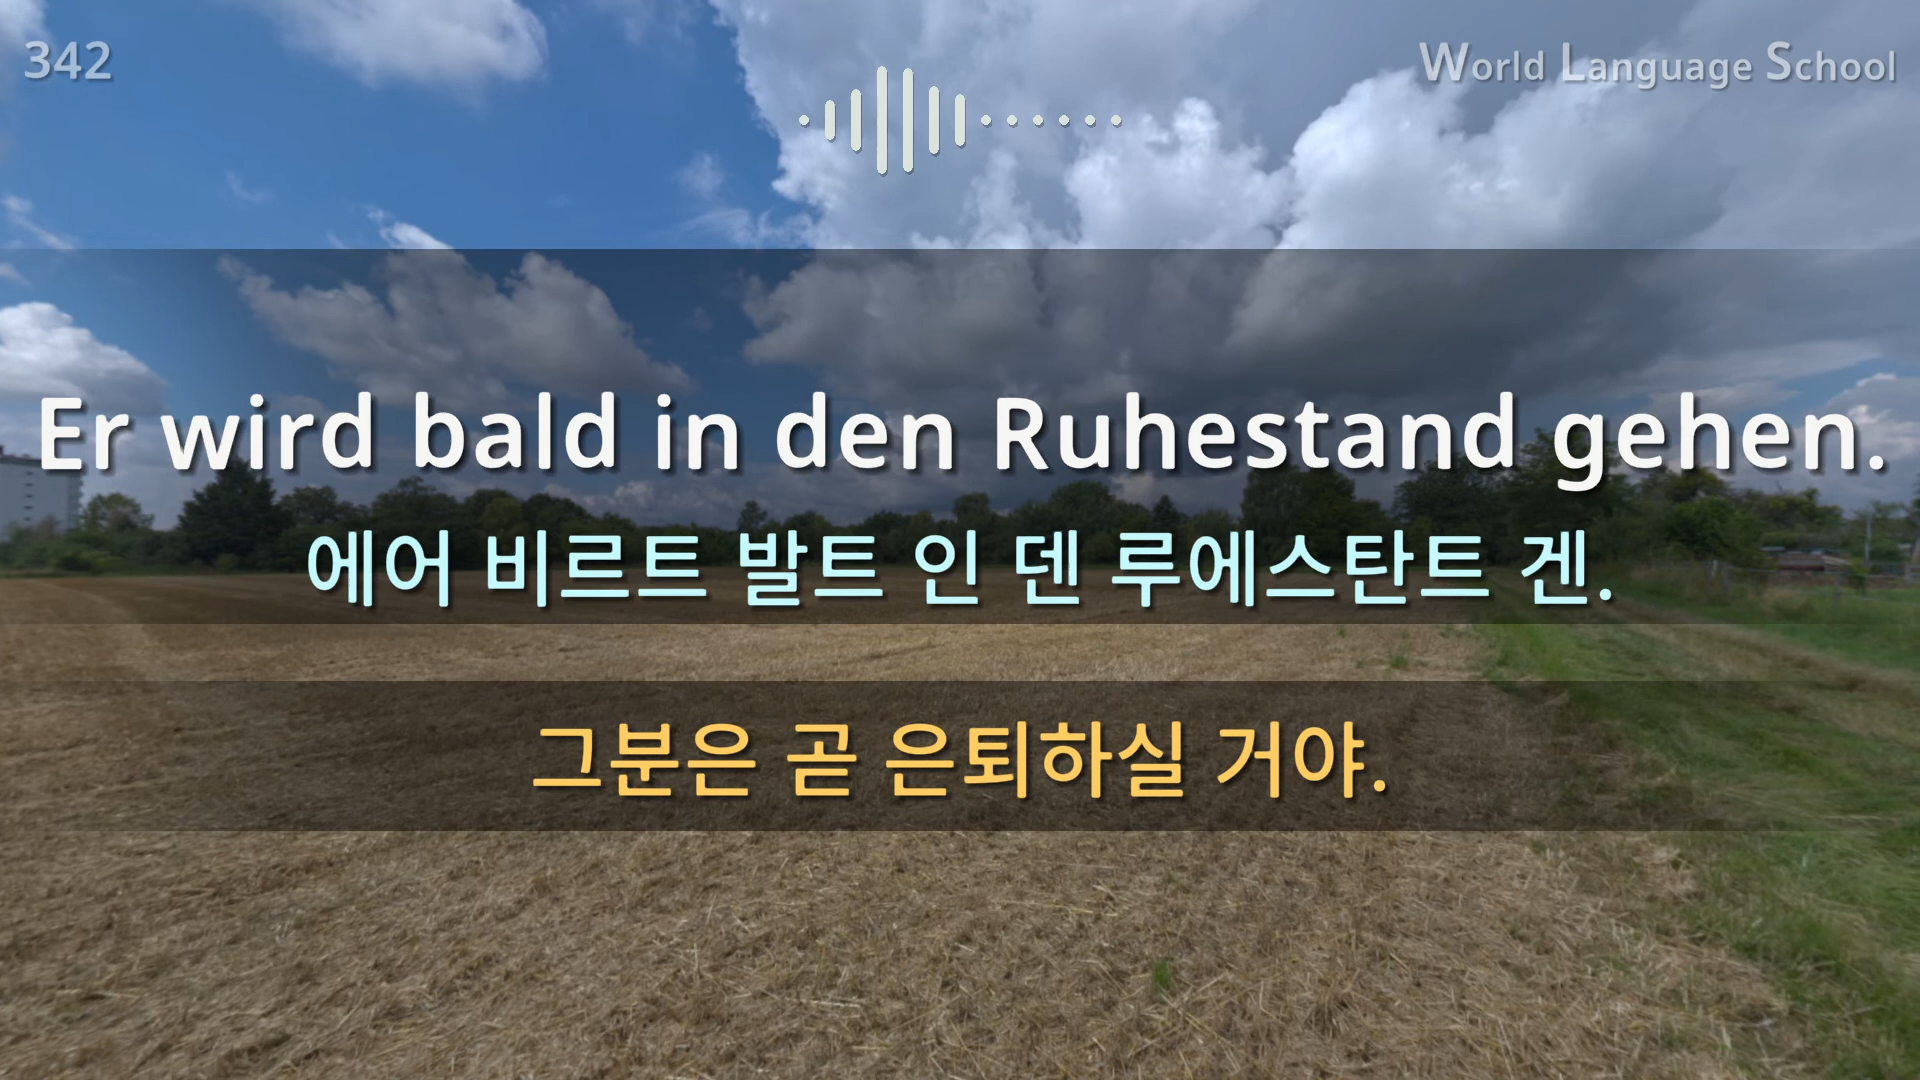 342
World Language School
Er wird bald in den Ruhestand gehen.
에어 비르트 발트 인 덴 루에스탄트 겐.
그분은 곧 은퇴하실 거야.